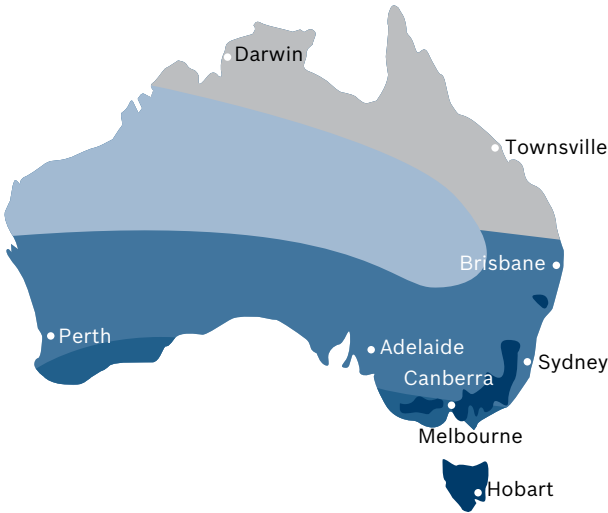 Darwin
Townsville
Brisbane
Perth
Adelaide
Sydney
Canberra
Melbourne
Hobart